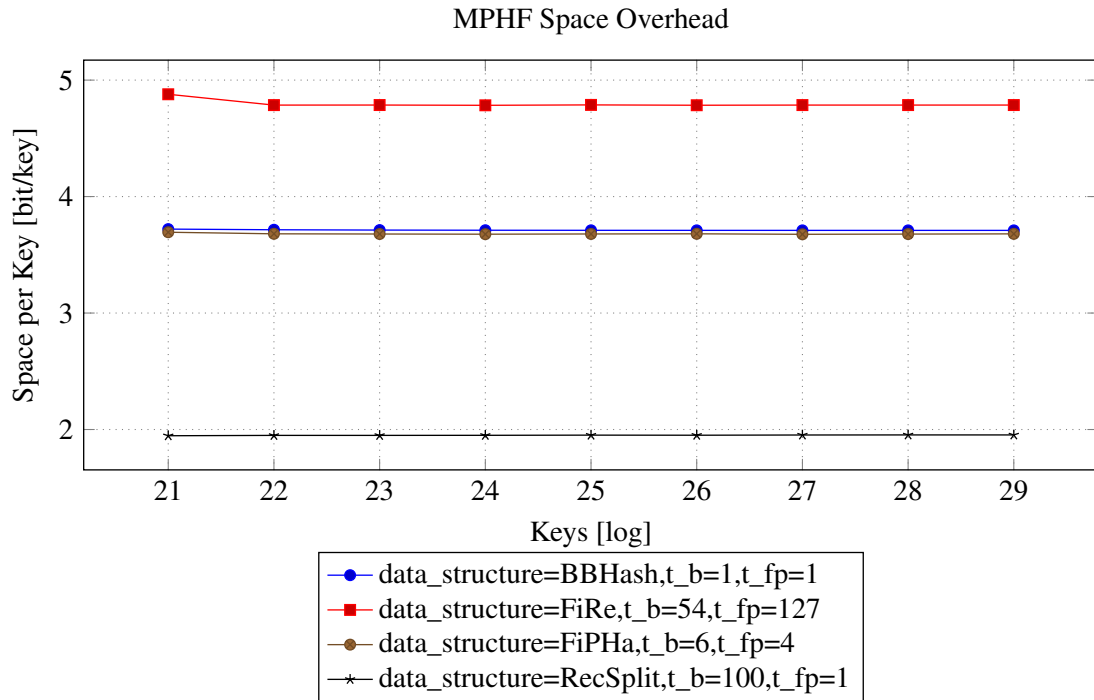 MPHF Space Overhead
Space per Key [bit/key]
5
4
3
2
21 22 23 24 25 26 27 28 29
Keys [log]
data_structure=BBHash,t_b=1,t_fp=1
data_structure=FiRe,t_b=54,t_fp=127
data_structure=FiPHa,t_b=6,t_fp=4
data_structure=RecSplit,t_b=100,t_fp=1